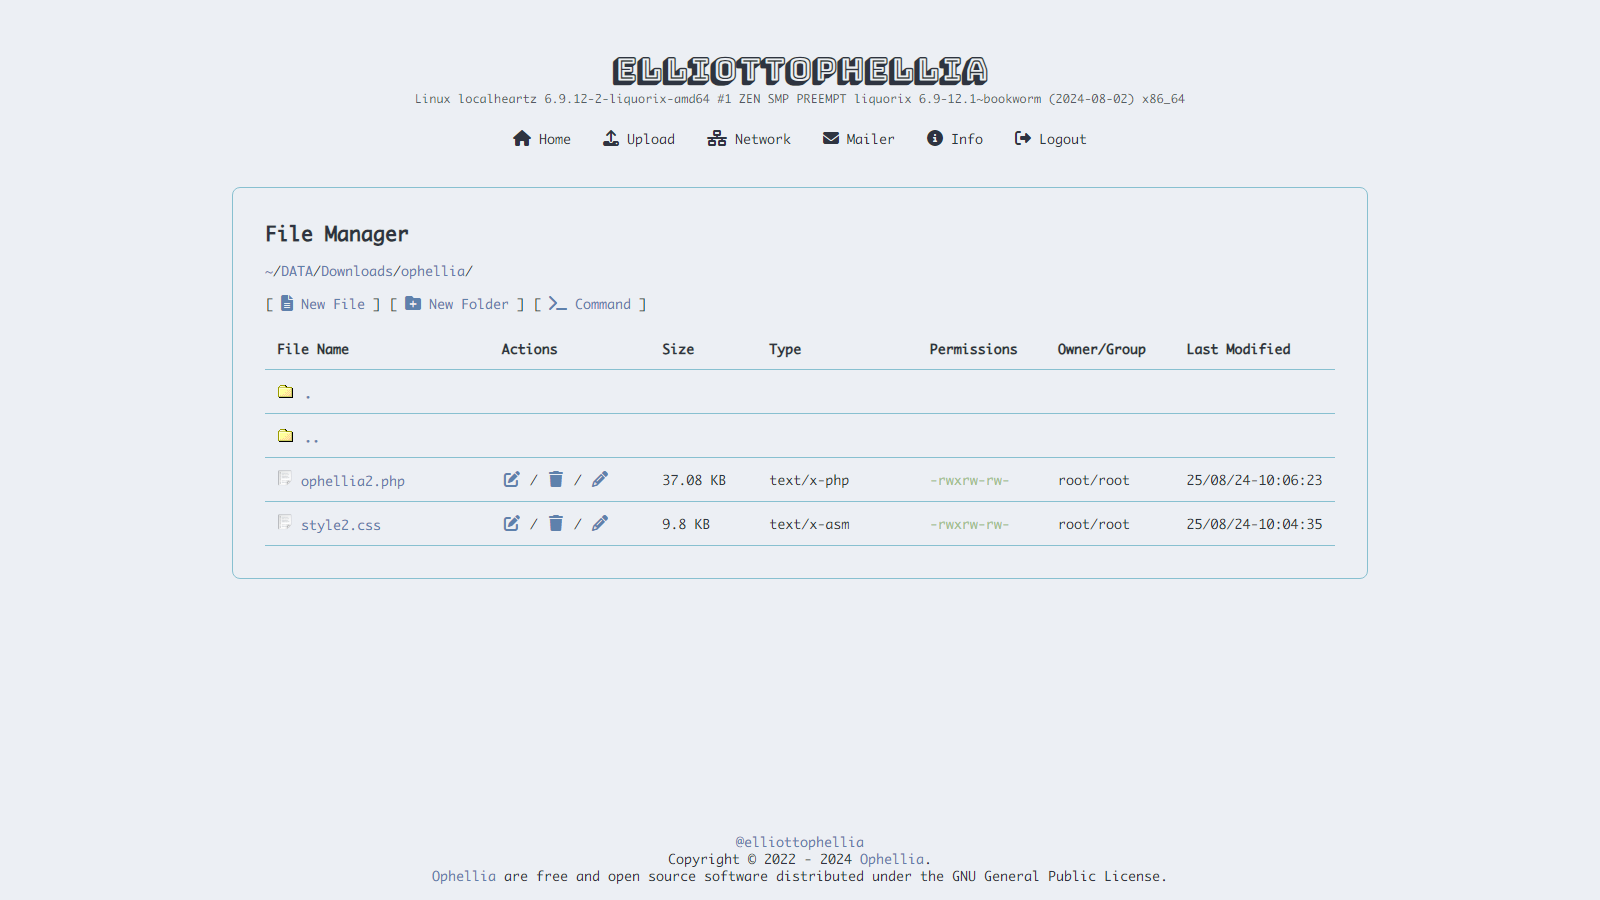 ELLIOTTOPHELLIA
Linux localheartz 6.9.12-2-liquorix-amd64 #1 ZEN SMP PREEMPT liquorix 6.9-12.1~bookworm (2024-08-02) x86_64
Home Upload Network Mailer Info Logout
File Manager
~/DATA/Downloads/ophellia/
[ New File ] [ New Folder ] [ Command ]
File Name Actions Size Type Permissions Owner/Group Last Modified
.
..
ophellia2.php / / 37.08 KB text/x-php -rwxrw-rw- root/root 25/08/24-10:06:23
style2.css / / 9.8 KB text/x-asm -rwxrw-rw- root/root 25/08/24-10:04:35
@elliottophellia
Copyright © 2022 - 2024 Ophellia.
Ophellia are free and open source software distributed under the GNU General Public License.